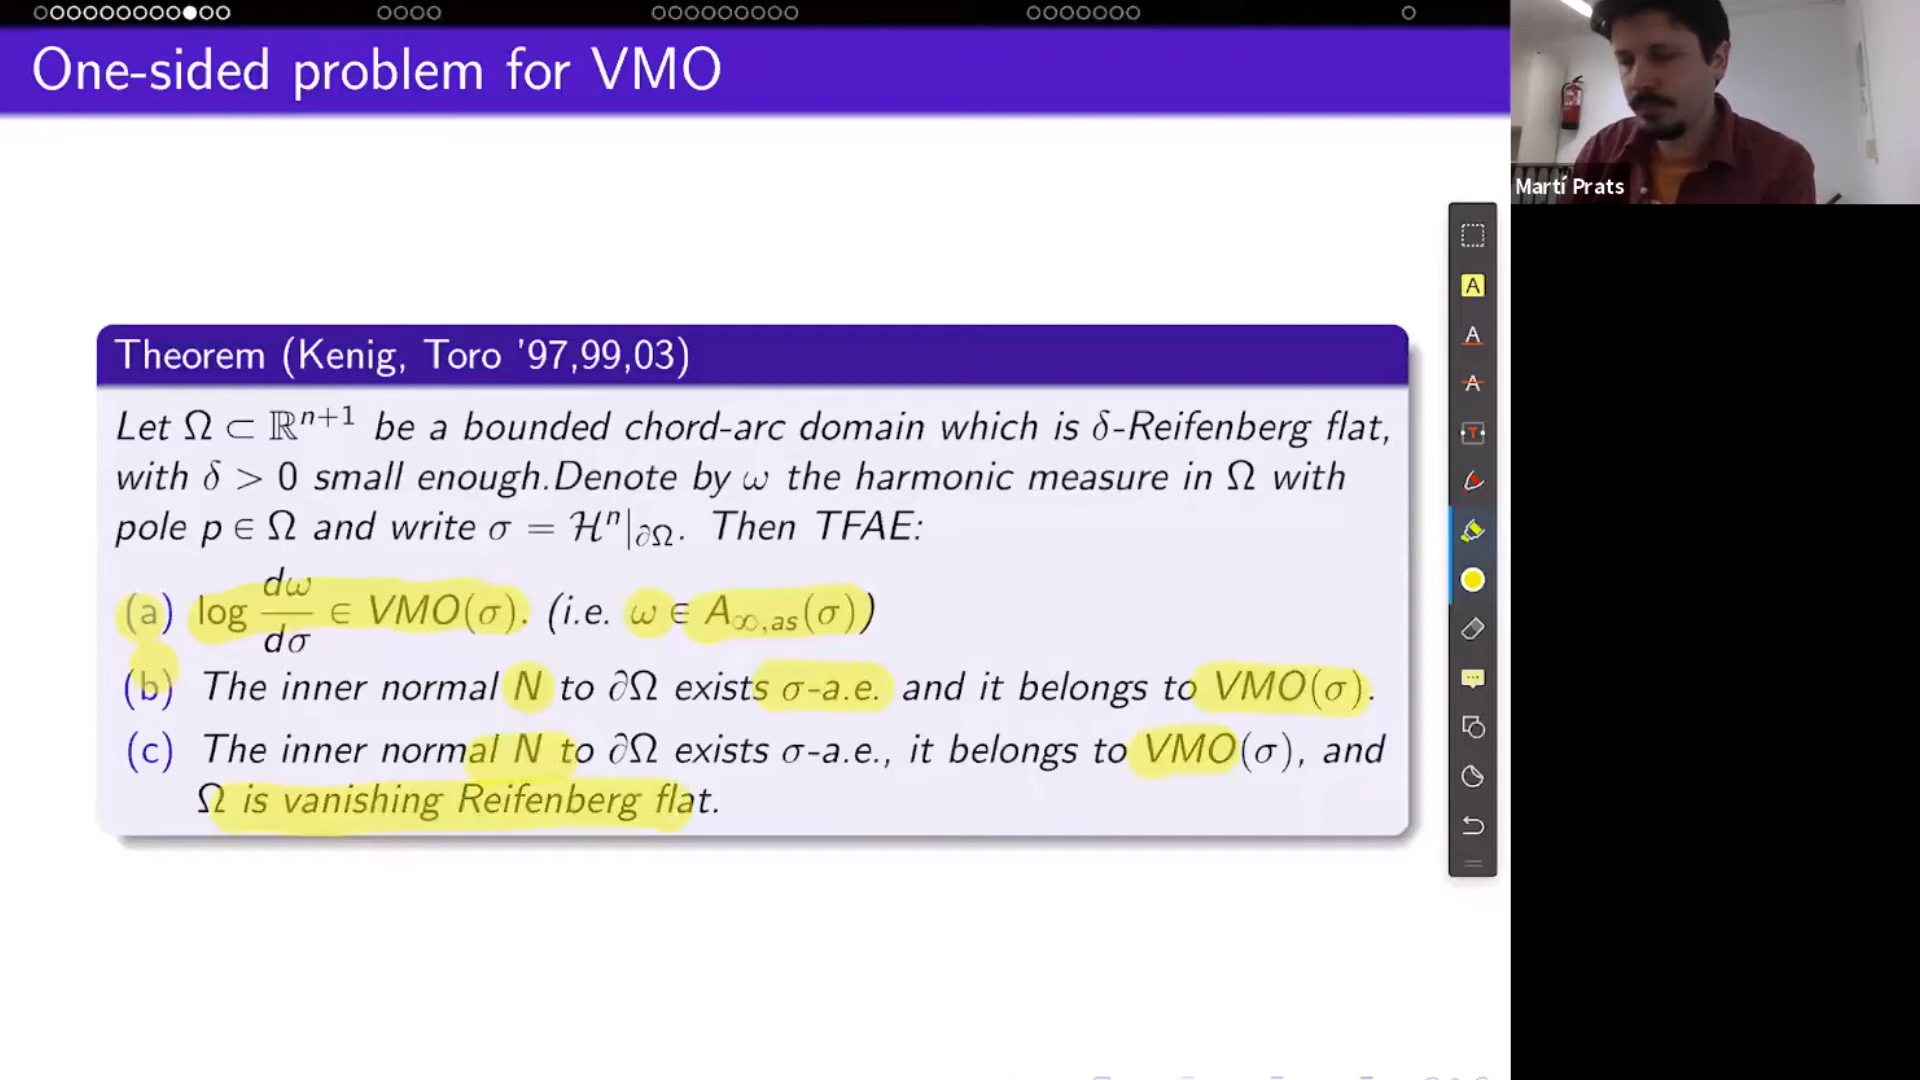 One-sided problem for VMO
Martí Prats
Theorem (Kenig, Toro '97,99,03)
Let Ω ⊂ ℝⁿ⁺¹ be a bounded chord-arc domain which is δ-Reifenberg flat,
with δ > 0 small enough.Denote by ω the harmonic measure in Ω with
pole p ∈ Ω and write σ = ℋⁿ|∂Ω. Then TFAE:
(a) log dω/dσ ∈ VMO(σ). (i.e. ω ∈ A∞,as(σ))
(b) The inner normal N to ∂Ω exists σ-a.e. and it belongs to VMO(σ).
(c) The inner normal N to ∂Ω exists σ-a.e., it belongs to VMO(σ), and
Ω is vanishing Reifenberg flat.
A
A
A
T